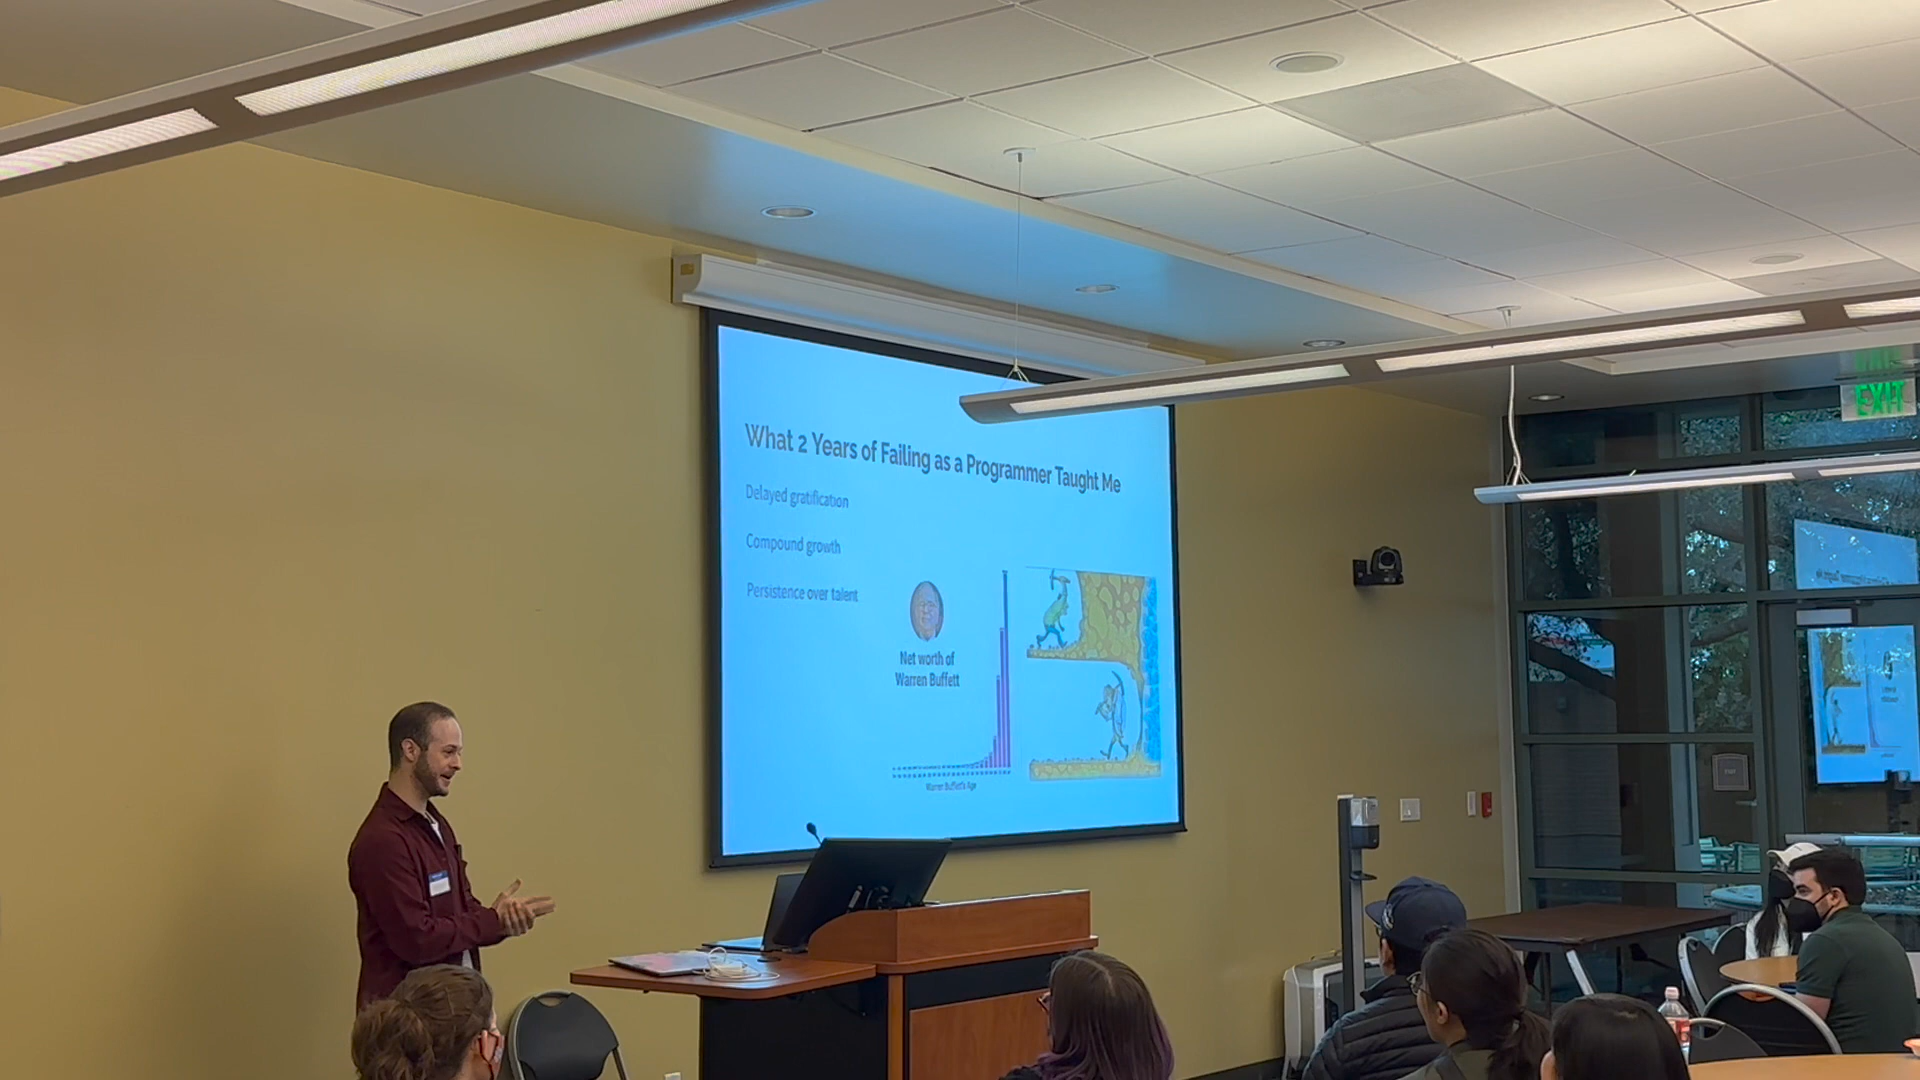 What 2 Years of Failing as a Programmer Taught Me
Delayed gratification
Compound growth
Persistence over talent
Net worth of
Warren Buffett
Warren Buffett's Age
EXIT